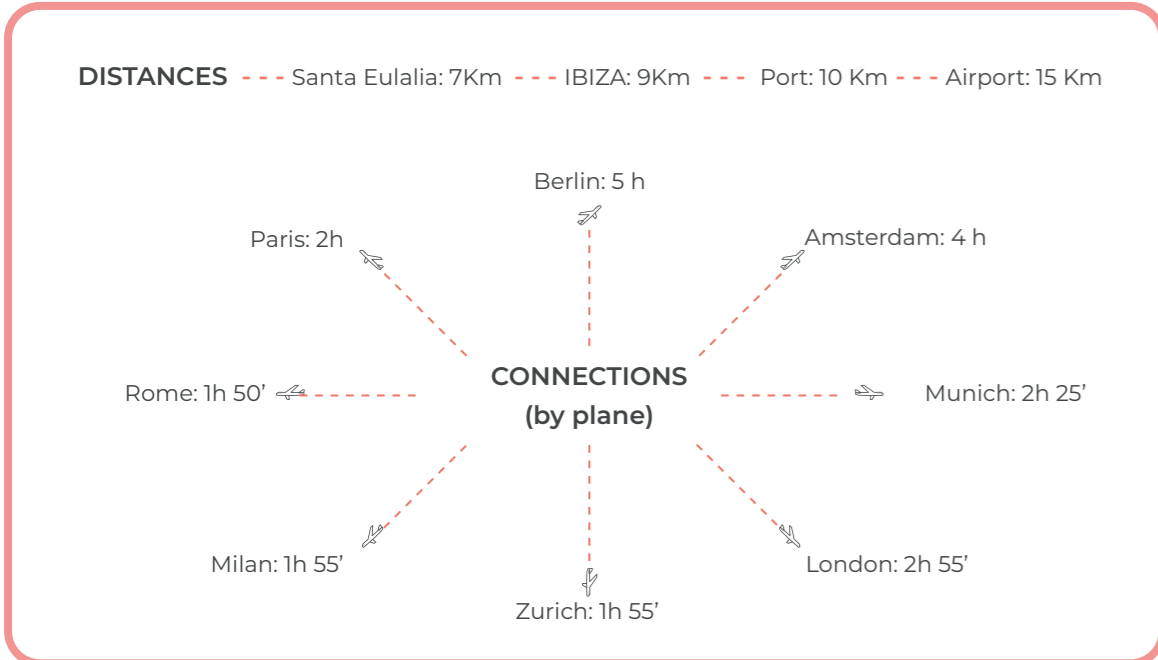 DISTANCES --- Santa Eulalia: 7Km --- IBIZA: 9Km --- Port: 10 Km --- Airport: 15 Km
Berlin: 5 h
Paris: 2h
Amsterdam: 4 h
CONNECTIONS
(by plane)
Rome: 1h 50’
Munich: 2h 25’
Milan: 1h 55’
London: 2h 55’
Zurich: 1h 55’